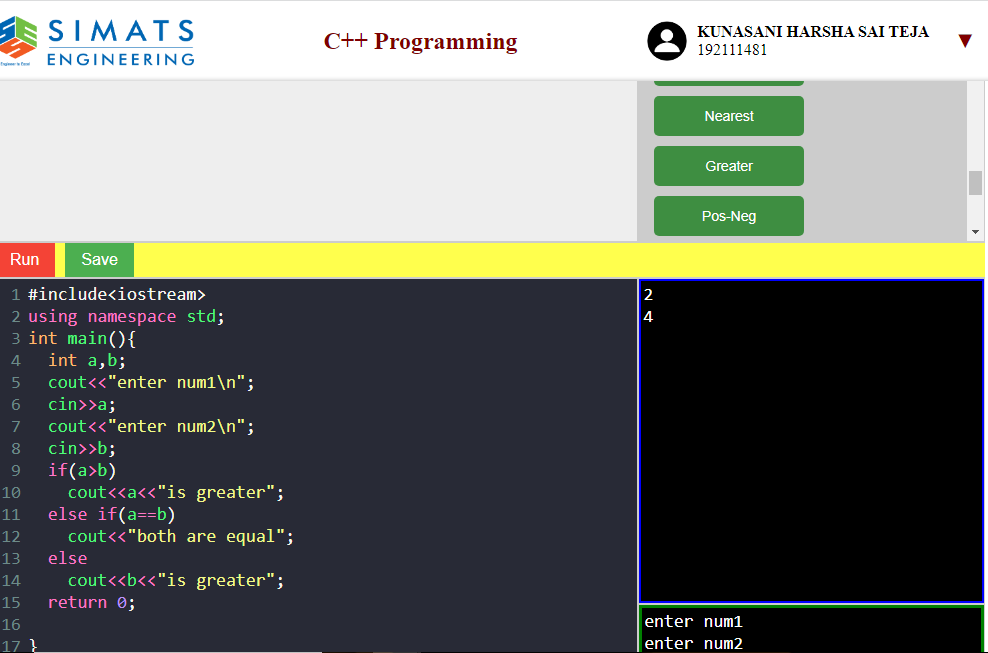 SIMATS
ENGINEERING
Engineer to Excel
C++ Programming
KUNASANI HARSHA SAI TEJA
192111481
Nearest
Greater
Pos-Neg
Run
Save
1 #include<iostream>
2 using namespace std;
3 int main(){
4 int a,b;
5 cout<<"enter num1\n";
6 cin>>a;
7 cout<<"enter num2\n";
8 cin>>b;
9 if(a>b)
10 cout<<a<<"is greater";
11 else if(a==b)
12 cout<<"both are equal";
13 else
14 cout<<b<<"is greater";
15 return 0;
16
17 }
2
4
enter num1
enter num2